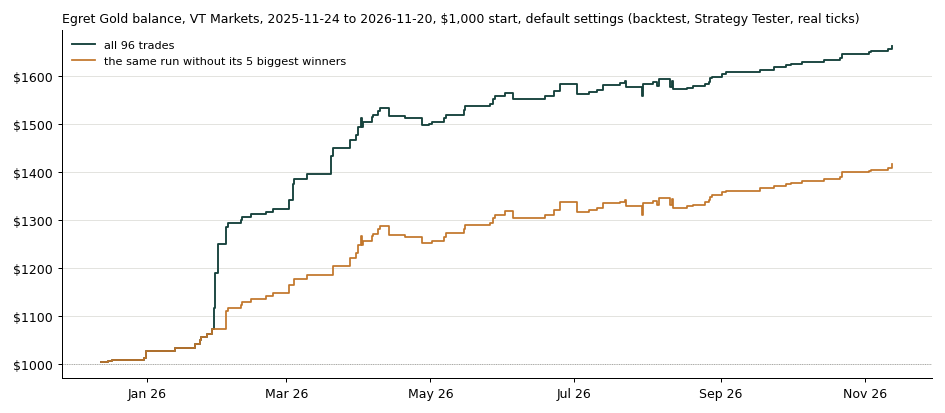 Egret Gold balance, VT Markets, 2025-11-24 to 2026-11-20, $1,000 start, default settings (backtest, Strategy Tester, real ticks)
all 96 trades
the same run without its 5 biggest winners
$1600
$1500
$1400
$1300
$1200
$1100
$1000
Jan 26 Mar 26 May 26 Jul 26 Sep 26 Nov 26